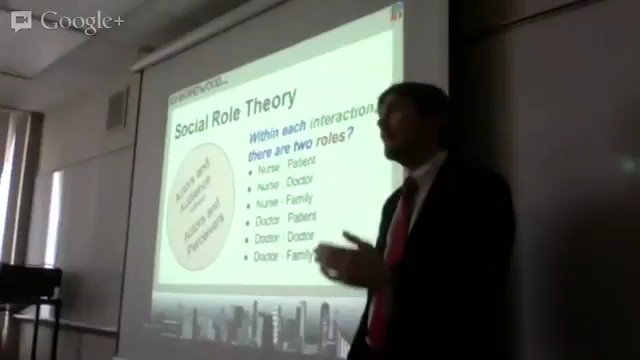 Google+
Social Role Theory
Within each interaction,
there are two roles?
Actors and
Audience
Actors and
Perceivers
• Nurse - Patient
• Nurse - Doctor
• Nurse - Family
• Doctor - Patient
• Doctor - Doctor
• Doctor - Family